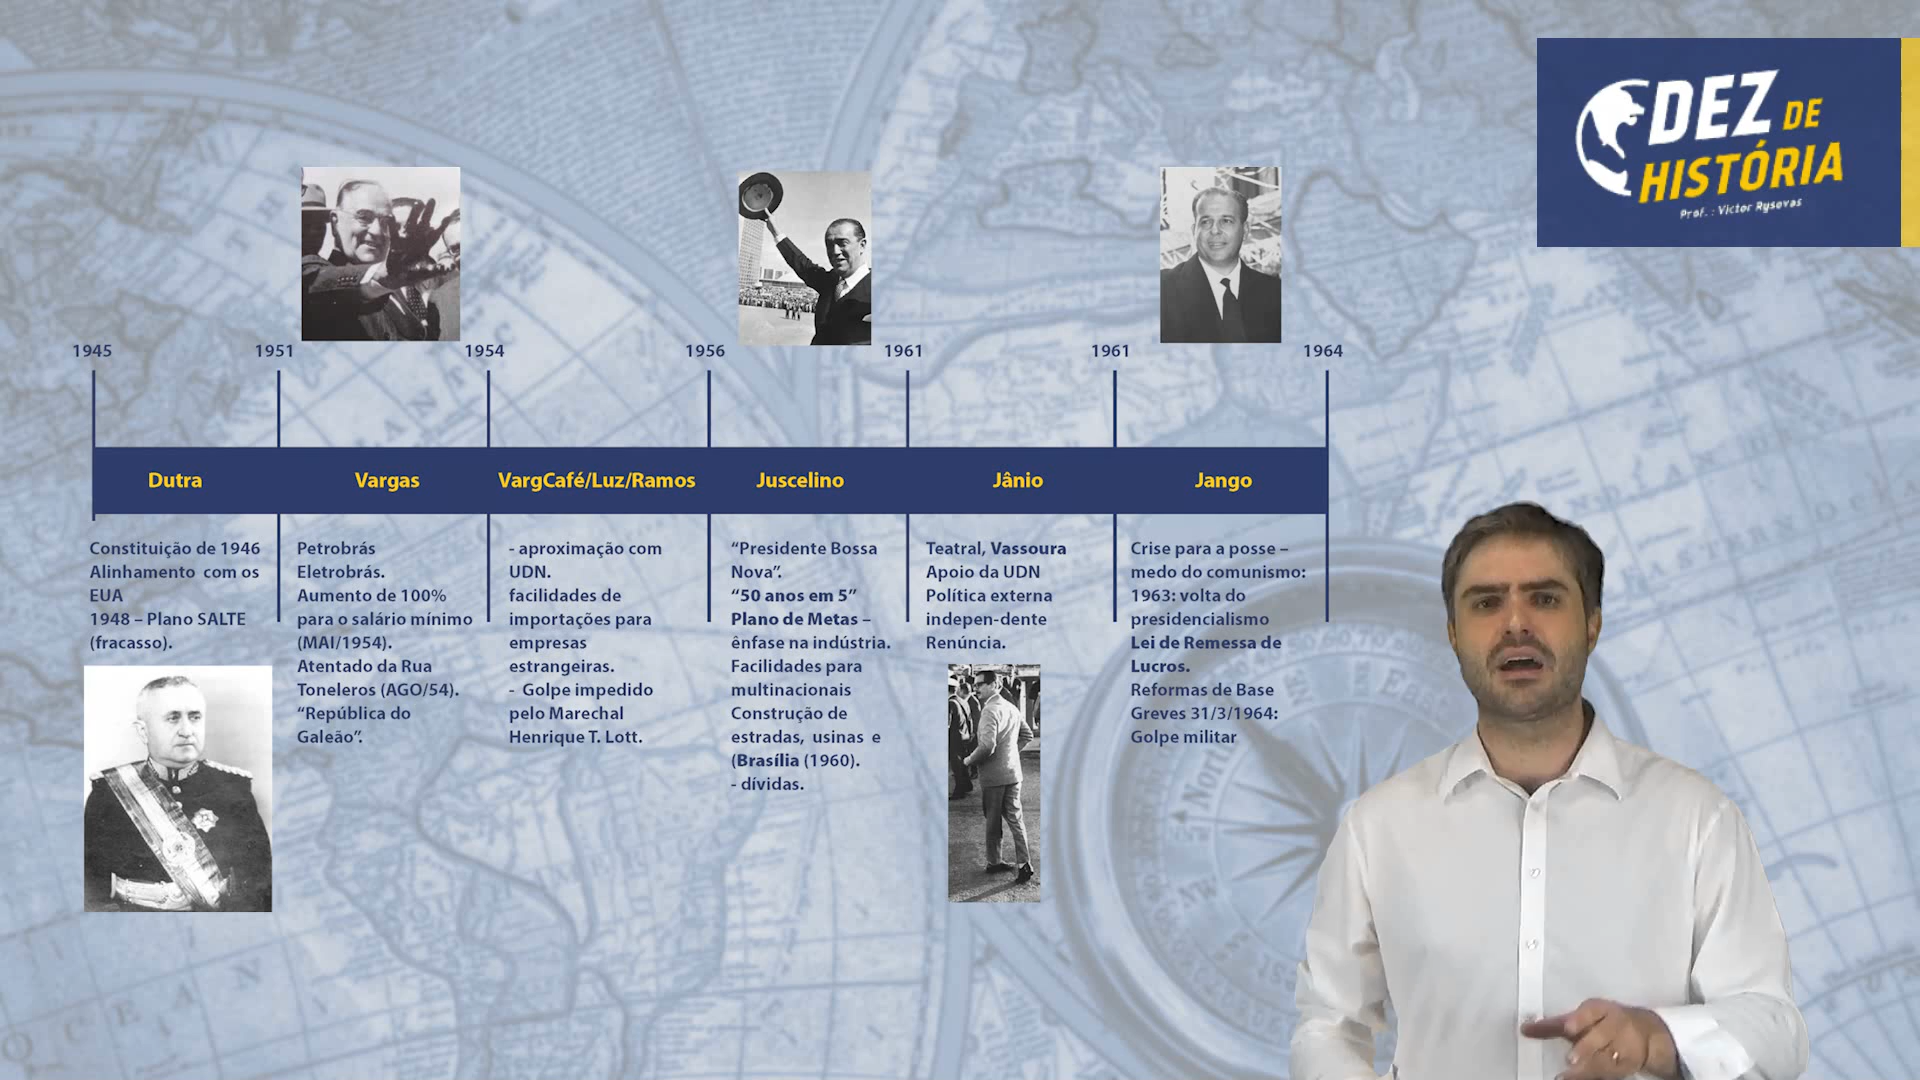 DEZ DE
HISTÓRIA
Prof.: Victor Rysovas
1945
1951
1954
1956
1961
1961
1964
Dutra
Vargas
VargCafé/Luz/Ramos
Juscelino
Jânio
Jango
Constituição de 1946
Alinhamento com os
EUA
1948 – Plano SALTE
(fracasso).
Petrobrás
Eletrobrás.
Aumento de 100%
para o salário mínimo
(MAI/1954).
Atentado da Rua
Toneleros (AGO/54).
“República do
Galeão”.
- aproximação com
UDN.
facilidades de
importações para
empresas
estrangeiras.
- Golpe impedido
pelo Marechal
Henrique T. Lott.
“Presidente Bossa
Nova”.
“50 anos em 5”
Plano de Metas –
ênfase na indústria.
Facilidades para
multinacionais
Construção de
estradas, usinas e
(Brasília (1960).
- dívidas.
Teatral, Vassoura
Apoio da UDN
Política externa
indepen-dente
Renúncia.
Crise para a posse –
medo do comunismo:
1963: volta do
presidencialismo
Lei de Remessa de
Lucros.
Reformas de Base
Greves 31/3/1964:
Golpe militar